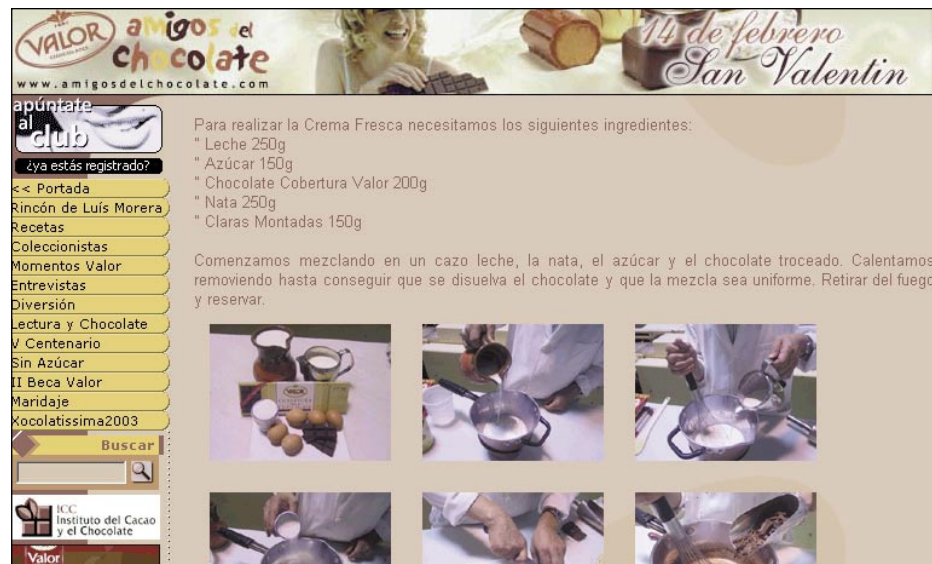 VALOR
amigos del
chocolate
www.amigosdelchocolate.com
14 de febrero
San Valentin
apúntate
al
club
¿ya estás registrado?
<< Portada
Rincón de Luís Morera
Recetas
Coleccionistas
Momentos Valor
Entrevistas
Diversión
Lectura y Chocolate
V Centenario
Sin Azúcar
II Beca Valor
Maridaje
Xocolatissima2003
Buscar
ICC
Instituto del Cacao
y el Chocolate
Valor
Para realizar la Crema Fresca necesitamos los siguientes ingredientes:
" Leche 250g
" Azúcar 150g
" Chocolate Cobertura Valor 200g
" Nata 250g
" Claras Montadas 150g
Comenzamos mezclando en un cazo leche, la nata, el azúcar y el chocolate troceado. Calentamos
removiendo hasta conseguir que se disuelva el chocolate y que la mezcla sea uniforme. Retirar del fuego
y reservar.
VALOR